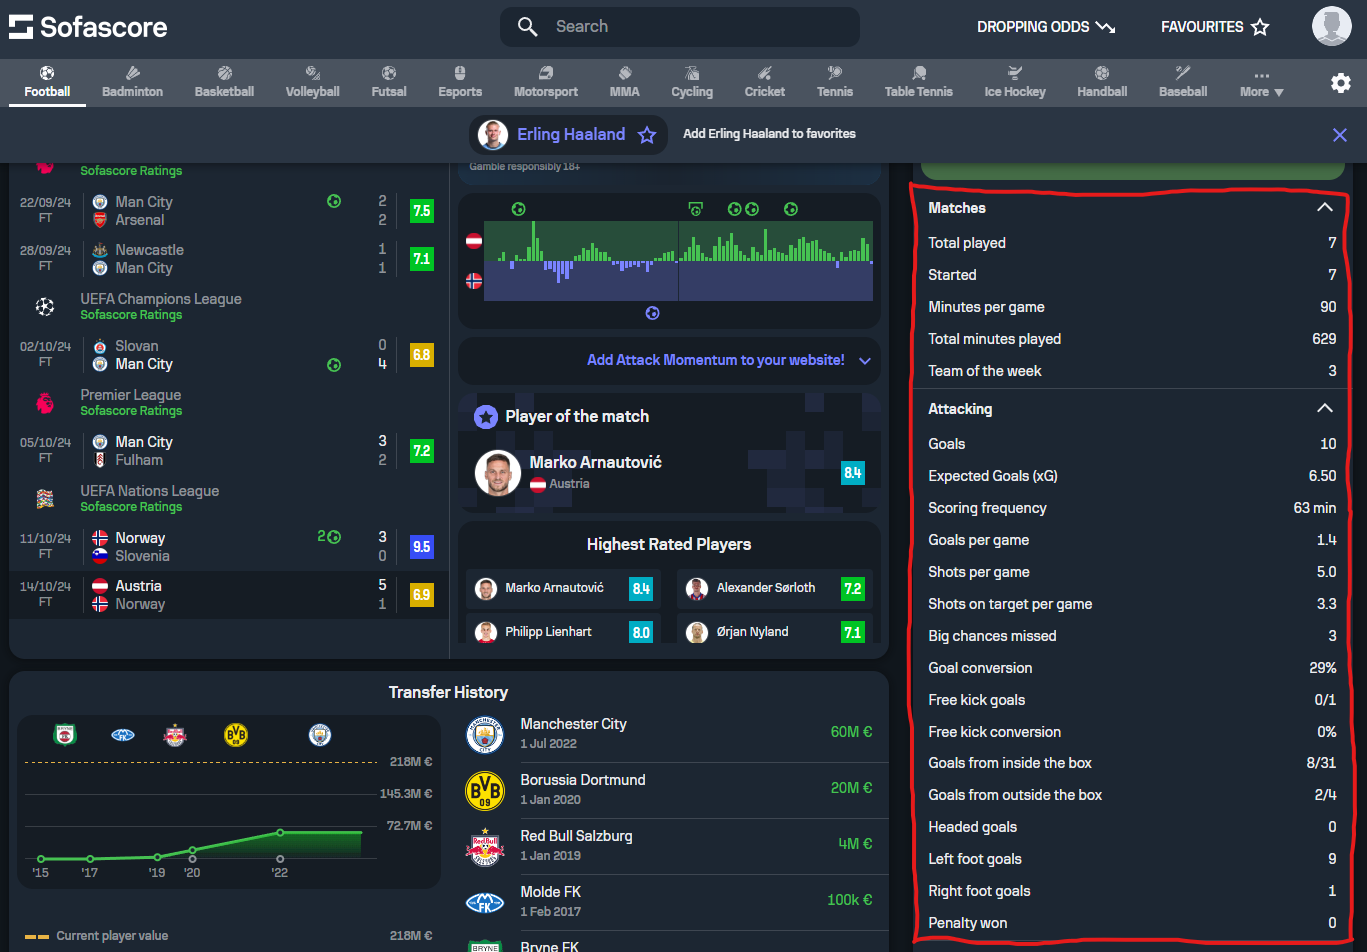 Sofascore
Search
DROPPING ODDS
FAVOURITES
Football
Badminton
Basketball
Volleyball
Futsal
Esports
Motorsport
MMA
Cycling
Cricket
Tennis
Table Tennis
Ice Hockey
Handball
Baseball
More
Erling Haaland
Add Erling Haaland to favorites
Sofascore Ratings
22/09/24 Man City 2
FT Arsenal 2
7.5
28/09/24 Newcastle 1
FT Man City 1
7.1
UEFA Champions League
Sofascore Ratings
02/10/24 Slovan 0
FT Man City 4
6.8
Premier League
Sofascore Ratings
05/10/24 Man City 3
FT Fulham 2
7.2
UEFA Nations League
Sofascore Ratings
11/10/24 Norway 2 3
FT Slovenia 0
9.5
14/10/24 Austria 5
FT Norway 1
6.9
Gamble responsibly 18+
Add Attack Momentum to your website!
Player of the match
Marko Arnautović
Austria
8.4
Highest Rated Players
Marko Arnautović 8.4
Alexander Sørloth 7.2
Philipp Lienhart 8.0
Ørjan Nyland 7.1
Transfer History
BRYNE
BVB
09
218M €
145.3M €
72.7M €
'15 '17 '19 '20 '22
Current player value 218M €
Manchester City
1 Jul 2022
60M €
Borussia Dortmund
1 Jan 2020
20M €
Red Bull Salzburg
1 Jan 2019
4M €
Molde FK
1 Feb 2017
100k €
Bryne FK
Matches
Total played 7
Started 7
Minutes per game 90
Total minutes played 629
Team of the week 3
Attacking
Goals 10
Expected Goals (xG) 6.50
Scoring frequency 63 min
Goals per game 1.4
Shots per game 5.0
Shots on target per game 3.3
Big chances missed 3
Goal conversion 29%
Free kick goals 0/1
Free kick conversion 0%
Goals from inside the box 8/31
Goals from outside the box 2/4
Headed goals 0
Left foot goals 9
Right foot goals 1
Penalty won 0